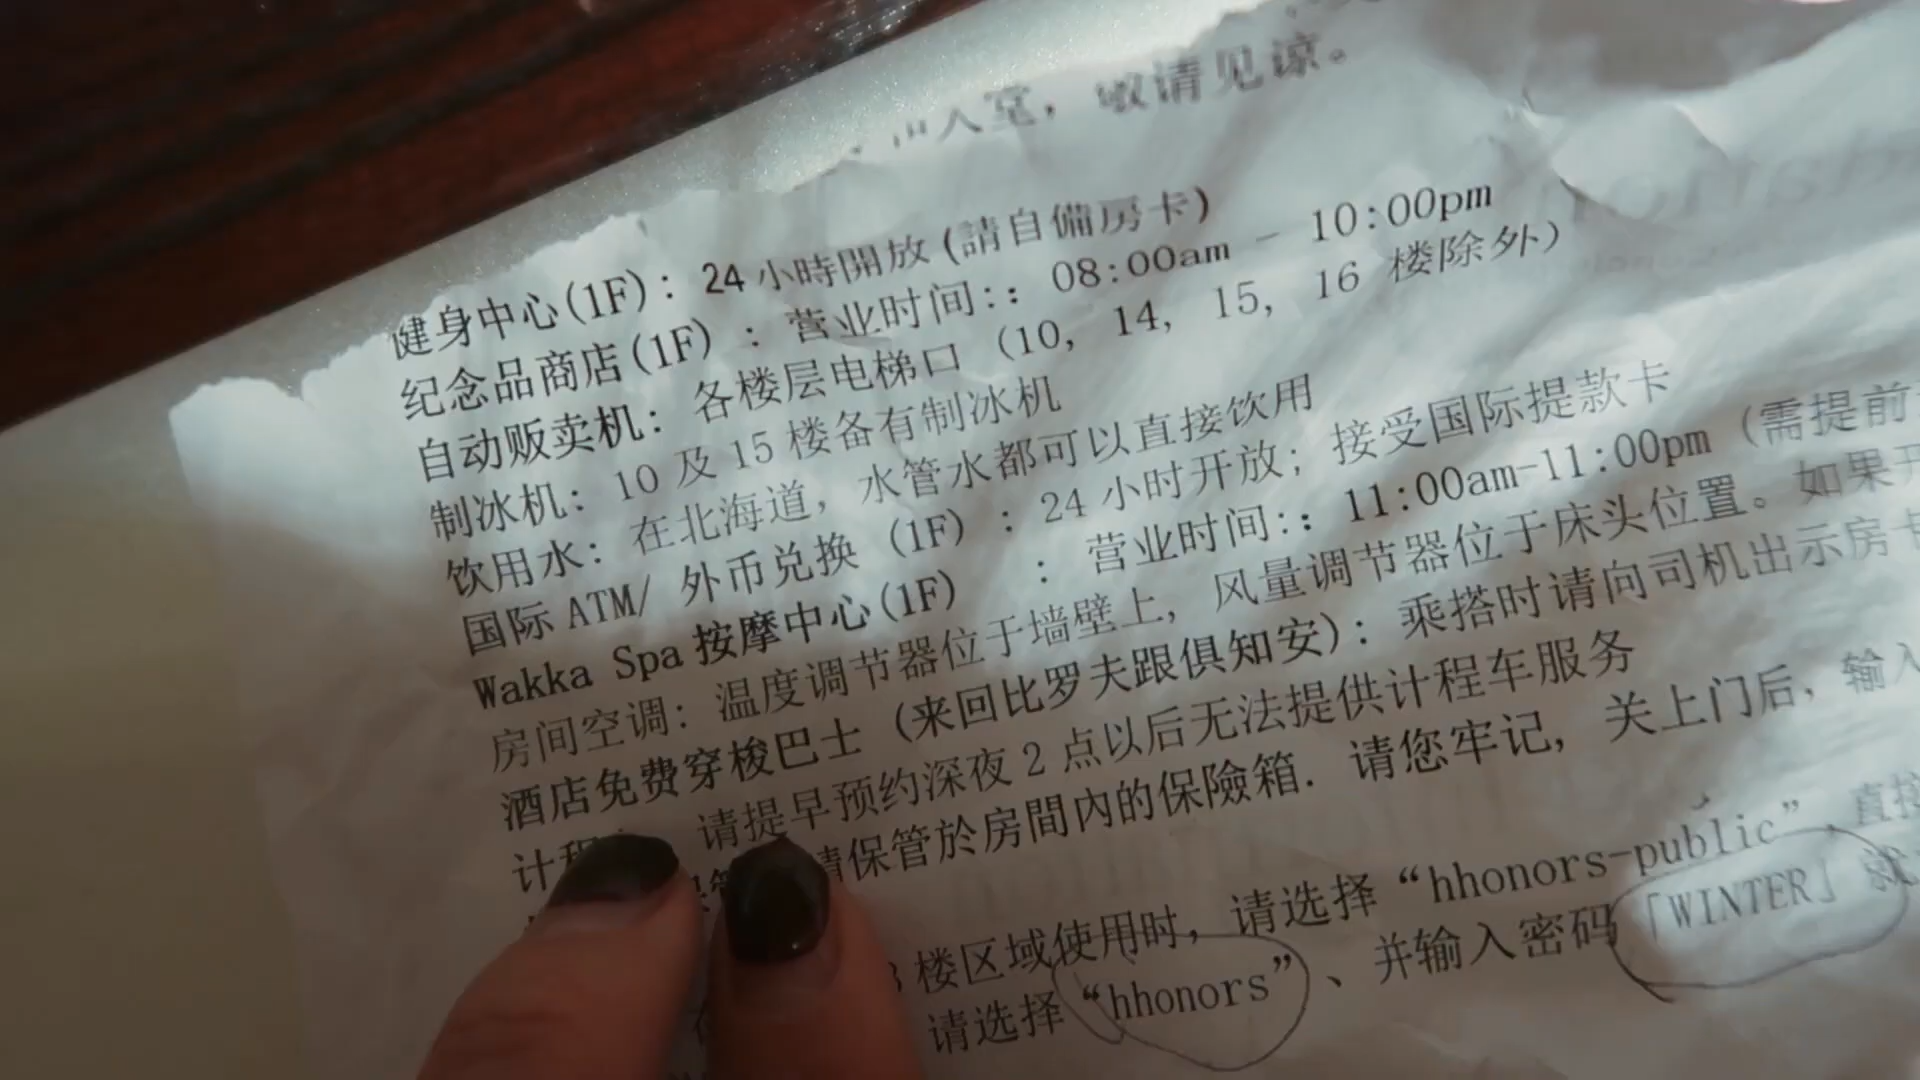 入室，敬请见谅。
健身中心(1F)：24小時開放(請自備房卡)
纪念品商店(1F)：营业时间:：08:00am - 10:00pm
自动贩卖机：各楼层电梯口（10, 14, 15, 16 楼除外）
制冰机：10 及 15 楼备有制冰机
饮用水：在北海道，水管水都可以直接饮用
国际 ATM/ 外币兑换（1F）：24 小时开放；接受国际提款卡
Wakka Spa 按摩中心(1F) ：营业时间:：11:00am-11:00pm（需提前
房间空调：温度调节器位于墙壁上，风量调节器位于床头位置。如果开
酒店免费穿梭巴士（来回比罗夫跟俱知安）：乘搭时请向司机出示房卡
计程 请提早预约深夜 2 点以后无法提供计程车服务
請保管於房間內的保險箱. 请您牢记，关上门后，输入
楼区域使用时，请选择“hhonors-public”，直接
请选择“hhonors”、并输入密码「WINTER」就